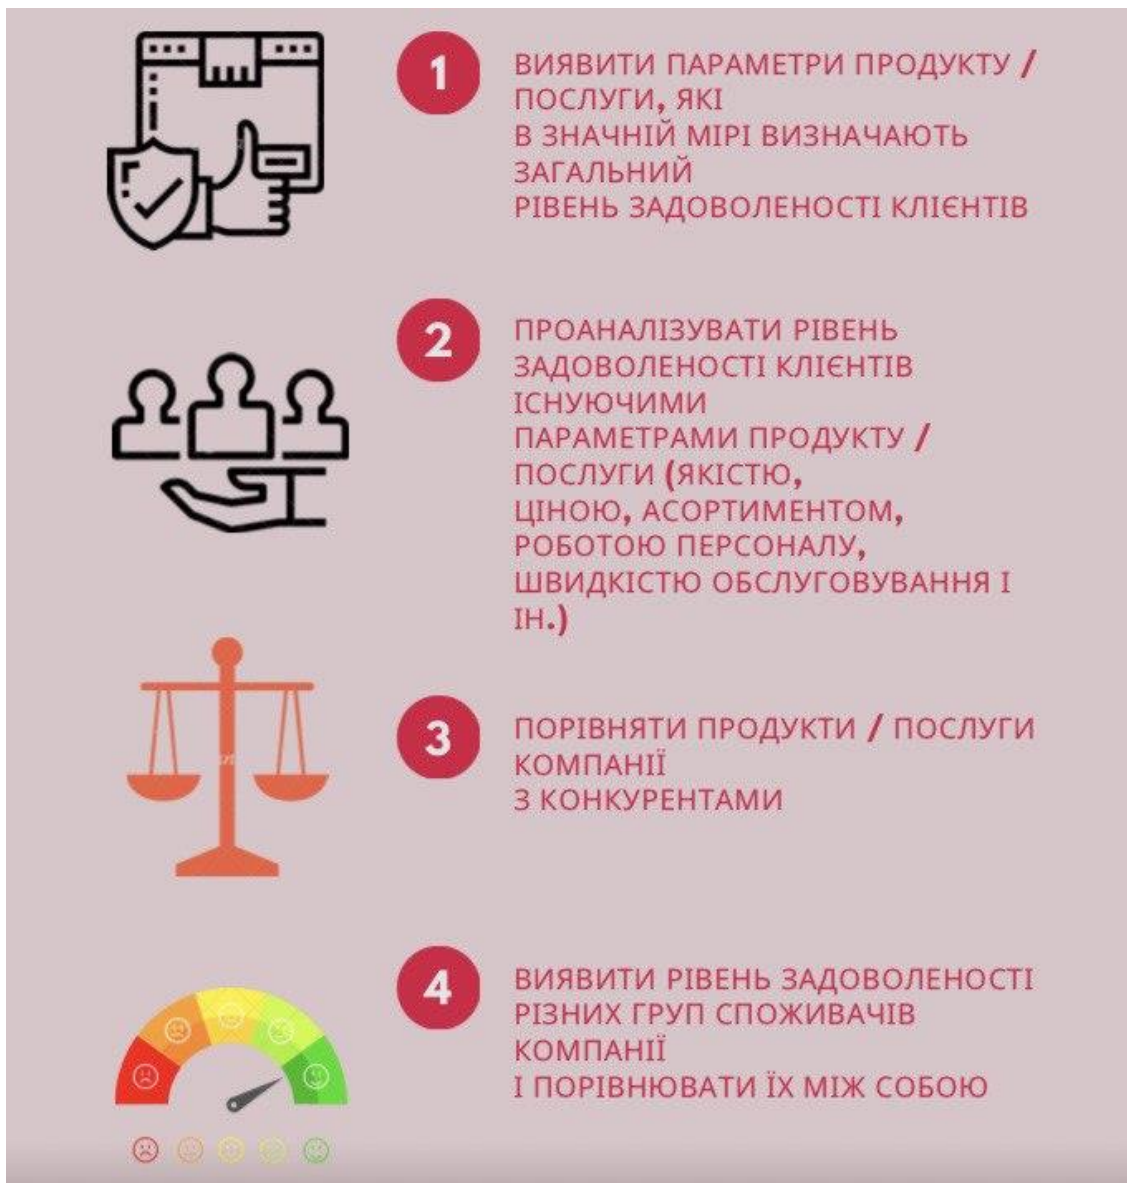 1
ВИЯВИТИ ПАРАМЕТРИ ПРОДУКТУ /
ПОСЛУГИ, ЯКІ
В ЗНАЧНІЙ МІРІ ВИЗНАЧАЮТЬ
ЗАГАЛЬНИЙ
РІВЕНЬ ЗАДОВОЛЕНОСТІ КЛІЄНТІВ
2
ПРОАНАЛІЗУВАТИ РІВЕНЬ
ЗАДОВОЛЕНОСТІ КЛІЄНТІВ
ІСНУЮЧИМИ
ПАРАМЕТРАМИ ПРОДУКТУ /
ПОСЛУГИ (ЯКІСТЮ,
ЦІНОЮ, АСОРТИМЕНТОМ,
РОБОТОЮ ПЕРСОНАЛУ,
ШВИДКІСТЮ ОБСЛУГОВУВАННЯ І
ІН.)
3
ПОРІВНЯТИ ПРОДУКТИ / ПОСЛУГИ
КОМПАНІЇ
З КОНКУРЕНТАМИ
4
ВИЯВИТИ РІВЕНЬ ЗАДОВОЛЕНОСТІ
РІЗНИХ ГРУП СПОЖИВАЧІВ
КОМПАНІЇ
І ПОРІВНЮВАТИ ЇХ МІЖ СОБОЮ